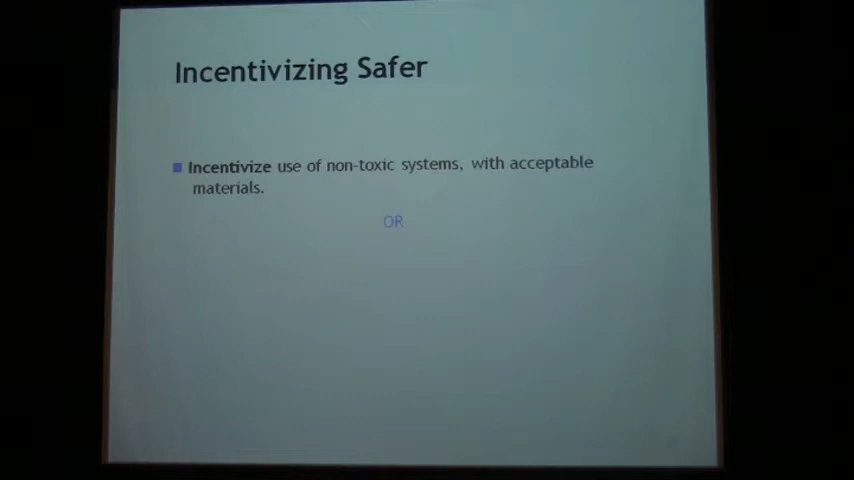 Incentivizing Safer
Incentivize use of non-toxic systems, with acceptable
materials.
OR